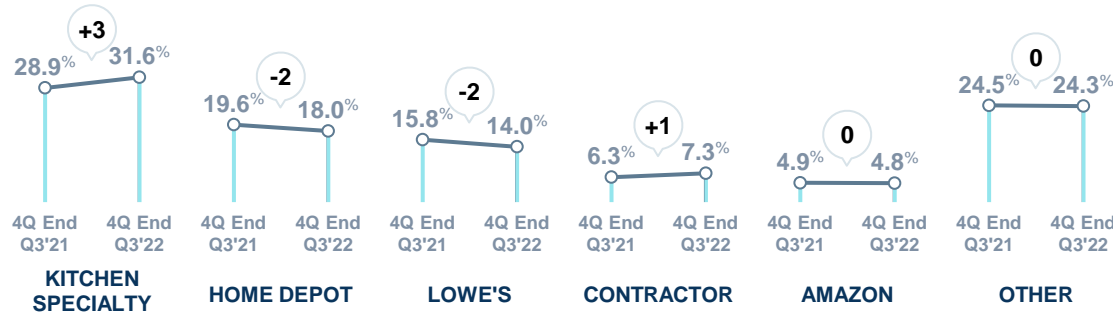 +3
28.9% 31.6%
4Q End Q3'21
4Q End Q3'22
KITCHEN
SPECIALTY
-2
19.6% 18.0%
4Q End Q3'21
4Q End Q3'22
HOME DEPOT
-2
15.8% 14.0%
4Q End Q3'21
4Q End Q3'22
LOWE'S
+1
6.3% 7.3%
4Q End Q3'21
4Q End Q3'22
CONTRACTOR
0
4.9% 4.8%
4Q End Q3'21
4Q End Q3'22
AMAZON
0
24.5% 24.3%
4Q End Q3'21
4Q End Q3'22
OTHER